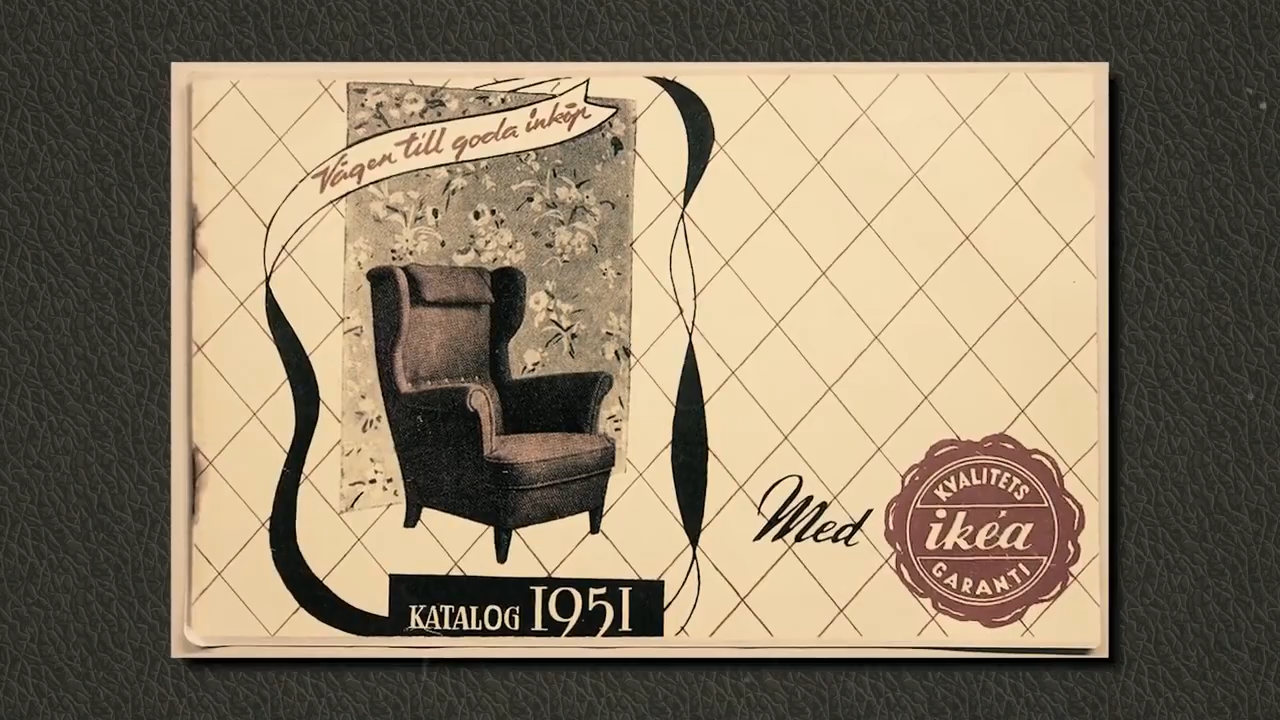 Vägen till goda inköp
Med
KVALITETS
ikéa
GARANTI
KATALOG 1951